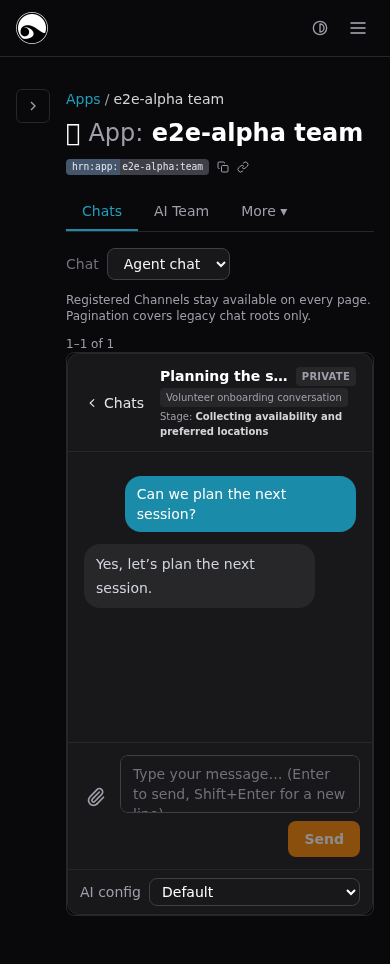 Apps / e2e-alpha team
App: e2e-alpha team
hrn:app: e2e-alpha:team
Chats
AI Team
More ▾
Chat
Agent chat
Registered Channels stay available on every page.
Pagination covers legacy chat roots only.
1–1 of 1
Chats
Planning the s…
PRIVATE
Volunteer onboarding conversation
Stage: Collecting availability and
preferred locations
Can we plan the next
session?
Yes, let’s plan the next
session.
Type your message… (Enter
to send, Shift+Enter for a new
line)
Send
AI config
Default